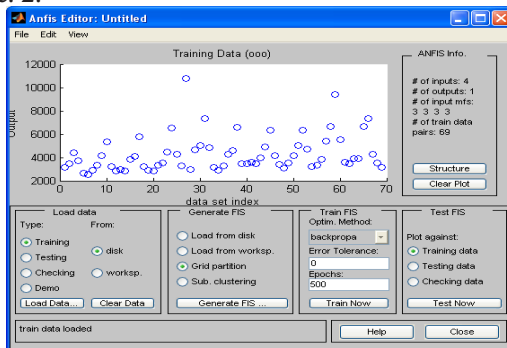 Anfis Editor: Untitled
File Edit View
Training Data (ooo)
12000
10000
8000
6000
4000
2000
Output
0 10 20 30 40 50 60 70
data set index
ANFIS Info.
# of inputs: 4
# of outputs: 1
# of input mfs:
3 3 3 3
# of train data
pairs: 69
Structure
Clear Plot
Load data
Type: From:
Training
Testing
Checking
Demo
disk
worksp.
Load Data... Clear Data
Generate FIS
Load from disk
Load from worksp.
Grid partition
Sub. clustering
Generate FIS ...
Train FIS
Optim. Method:
backpropa
Error Tolerance:
0
Epochs:
500
Train Now
Test FIS
Plot against:
Training data
Testing data
Checking data
Test Now
train data loaded
Help Close